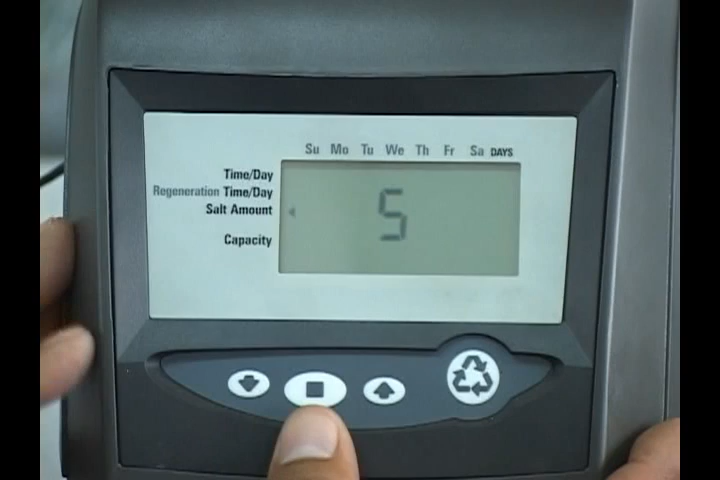 Su Mo Tu We Th Fr Sa DAYS
Time/Day
Regeneration Time/Day
Salt Amount
Capacity
5